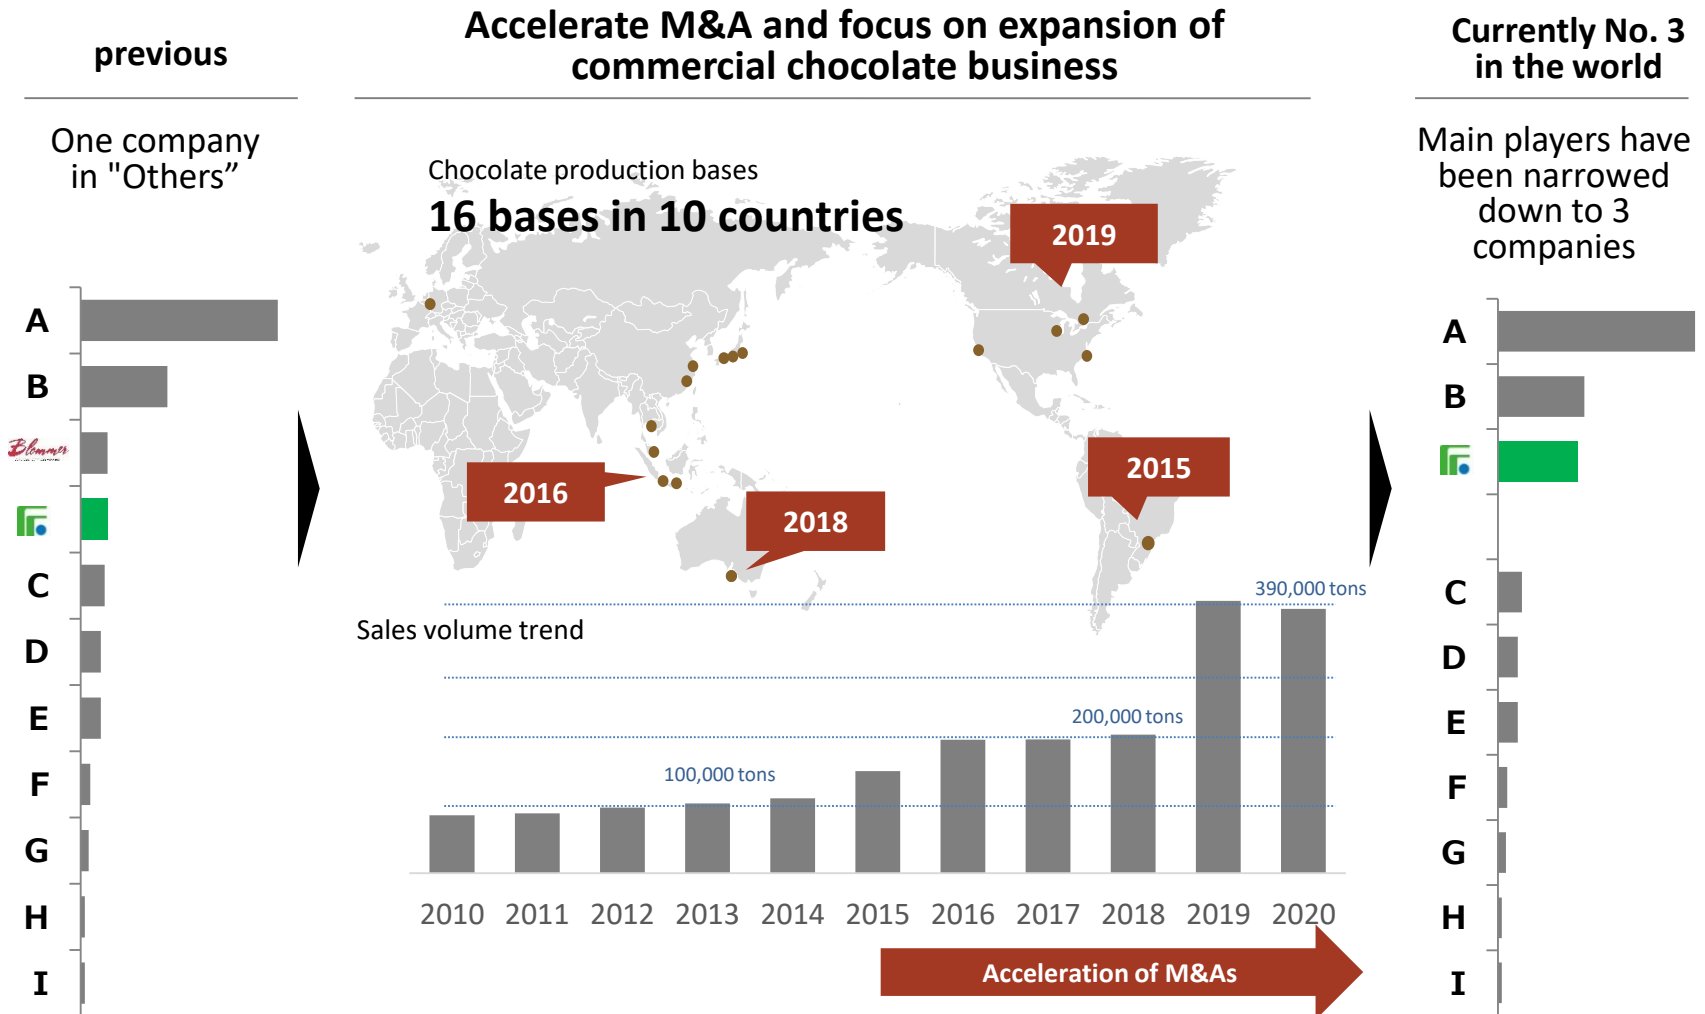 previous
One company
in "Others”
A
B
Blommer
C
D
E
F
G
H
I
Accelerate M&A and focus on expansion of
commercial chocolate business
Chocolate production bases
16 bases in 10 countries
2019
2015
2016
2018
Sales volume trend
390,000 tons
200,000 tons
100,000 tons
2010 2011 2012 2013 2014 2015 2016 2017 2018 2019 2020
Acceleration of M&As
Currently No. 3
in the world
Main players have
been narrowed
down to 3
companies
A
B
C
D
E
F
G
H
I